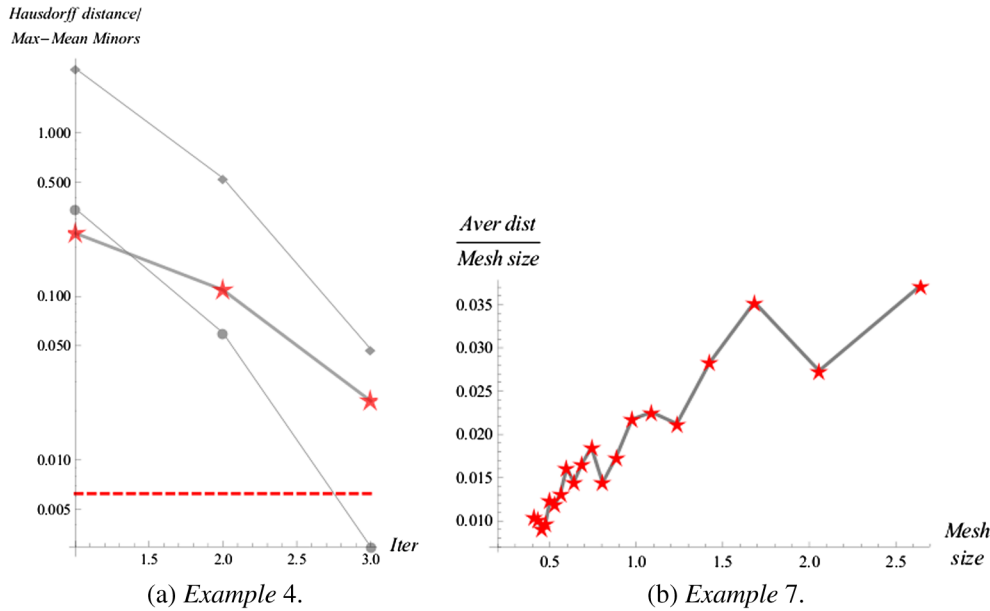 Hausdorff distance/
Max-Mean Minors
1.000
0.500
0.100
0.050
0.010
0.005
1.5 2.0 2.5 3.0 Iter
(a) Example 4.
Aver dist
Mesh size
0.035
0.030
0.025
0.020
0.015
0.010
0.5 1.0 1.5 2.0 2.5
Mesh
size
(b) Example 7.